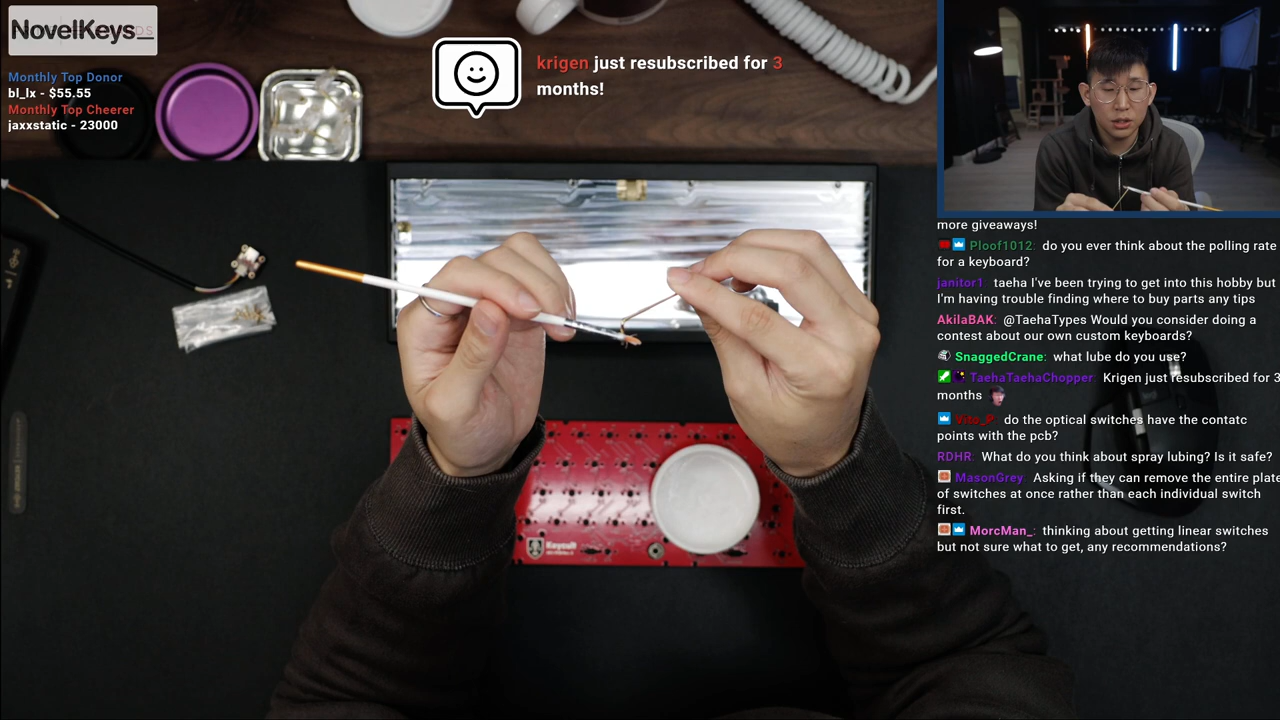 NovelKeys_
Monthly Top Donor
bl_lx - $55.55
Monthly Top Cheerer
jaxxstatic - 23000
krigen just resubscribed for 3
months!
more giveaways!
Ploof1012: do you ever think about the polling rate
for a keyboard?
janitor1: taeha I've been trying to get into this hobby but
I'm having trouble finding where to buy parts any tips
AkilaBAK: @TaehaTypes Would you consider doing a
contest about our own custom keyboards?
SnaggedCrane: what lube do you use?
TaehaTaehaChopper: Krigen just resubscribed for 3
months
Vito_P: do the optical switches have the contatc
points with the pcb?
RDHR: What do you think about spray lubing? Is it safe?
MasonGrey: Asking if they can remove the entire plate
of switches at once rather than each individual switch
first.
MorcMan_: thinking about getting linear switches
but not sure what to get, any recommendations?
Keycult